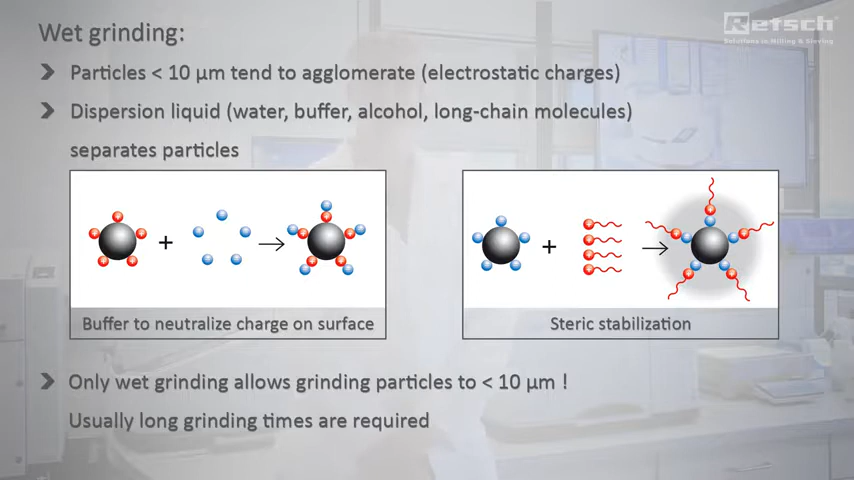 Retsch®
Solutions in Milling & Sieving
Wet grinding:
Particles < 10 µm tend to agglomerate (electrostatic charges)
Dispersion liquid (water, buffer, alcohol, long-chain molecules)
separates particles
+
+
Buffer to neutralize charge on surface
Steric stabilization
Only wet grinding allows grinding particles to < 10 µm !
Usually long grinding times are required